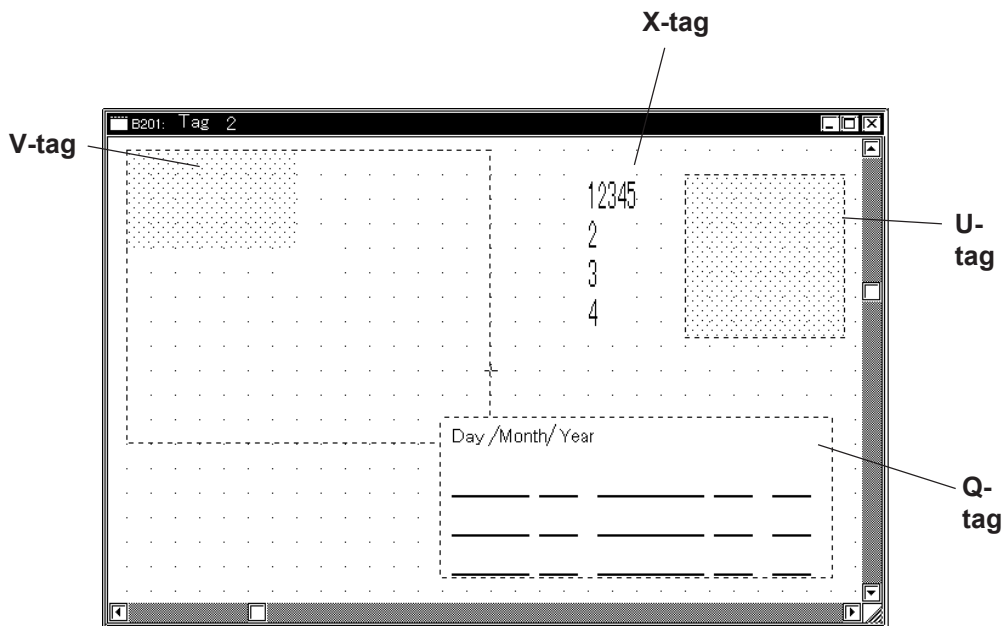 X-tag
B201: Tag 2
V-tag
12345
2
3
4
U-
tag
Day /Month/ Year
Q-
tag